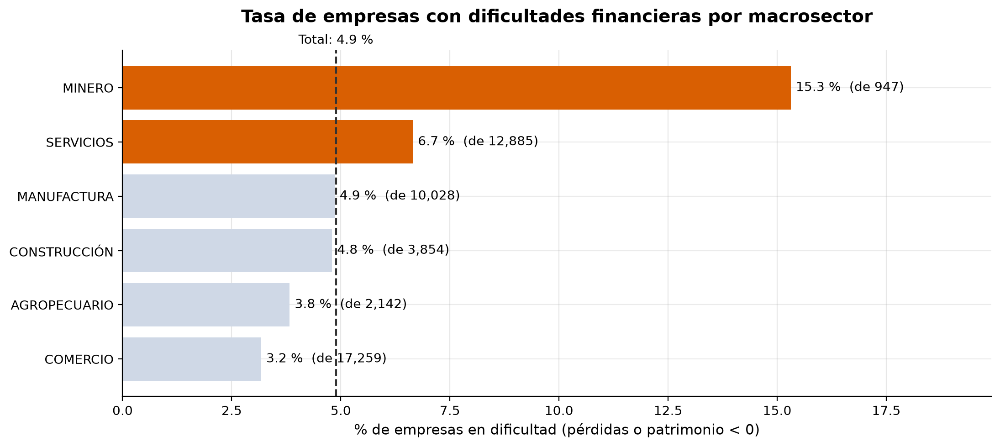 Tasa de empresas con dificultades financieras por macrosector
Total: 4.9 %
MINERO
15.3 %  (de 947)
SERVICIOS
6.7 %  (de 12,885)
MANUFACTURA
4.9 %  (de 10,028)
CONSTRUCCIÓN
4.8 %  (de 3,854)
AGROPECUARIO
3.8 %  (de 2,142)
COMERCIO
3.2 %  (de 17,259)
0.0 2.5 5.0 7.5 10.0 12.5 15.0 17.5
% de empresas en dificultad (pérdidas o patrimonio < 0)